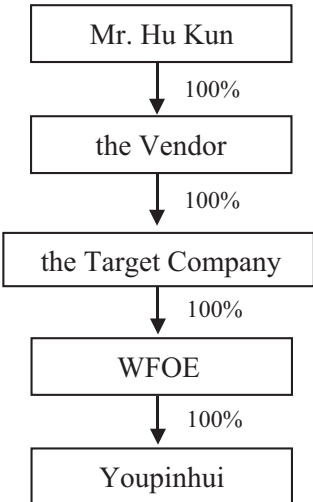 Mr. Hu Kun
100%
the Vendor
100%
the Target Company
100%
WFOE
100%
Youpinhui